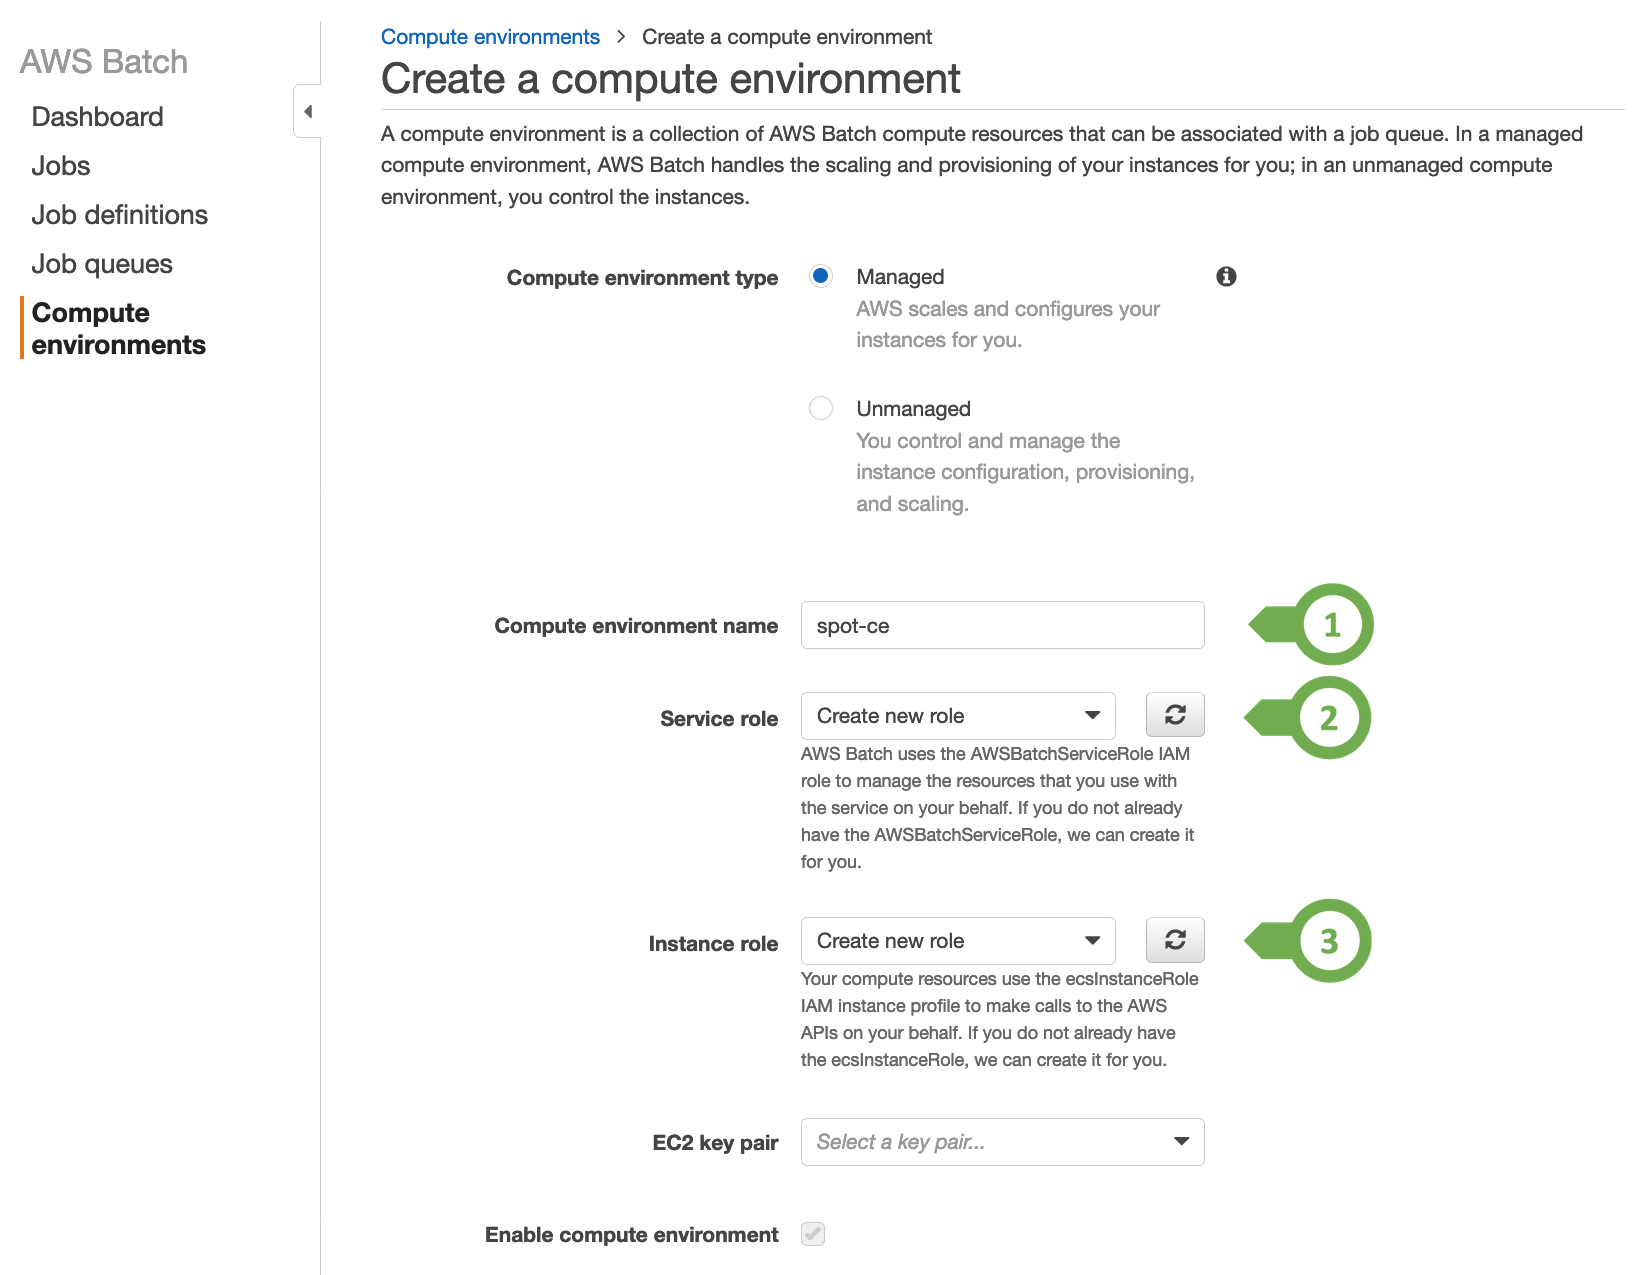 AWS Batch
Dashboard
Jobs
Job definitions
Job queues
Compute
environments
Compute environments > Create a compute environment
Create a compute environment
A compute environment is a collection of AWS Batch compute resources that can be associated with a job queue. In a managed
compute environment, AWS Batch handles the scaling and provisioning of your instances for you; in an unmanaged compute
environment, you control the instances.
Compute environment type
Managed
AWS scales and configures your
instances for you.
Unmanaged
You control and manage the
instance configuration, provisioning,
and scaling.
Compute environment name
spot-ce
1
Service role
Create new role
2
AWS Batch uses the AWSBatchServiceRole IAM
role to manage the resources that you use with
the service on your behalf. If you do not already
have the AWSBatchServiceRole, we can create it
for you.
Instance role
Create new role
3
Your compute resources use the ecsInstanceRole
IAM instance profile to make calls to the AWS
APIs on your behalf. If you do not already have
the ecsInstanceRole, we can create it for you.
EC2 key pair
Select a key pair...
Enable compute environment